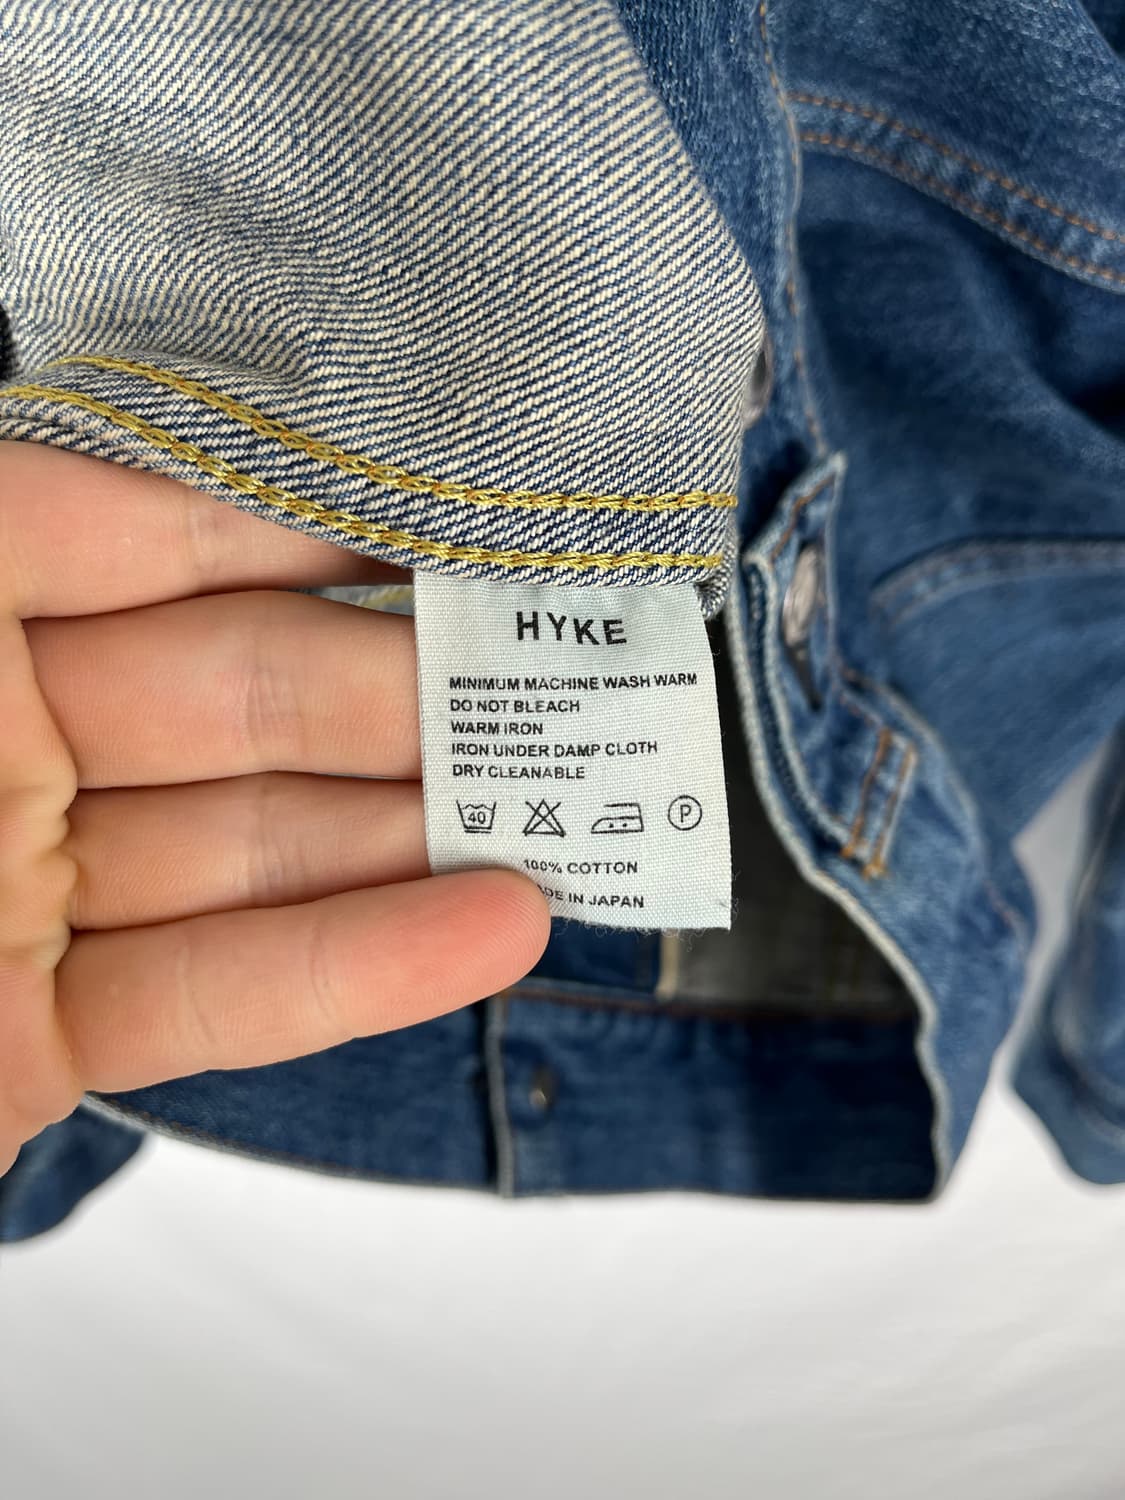 HYKE
MINIMUM MACHINE WASH WARM
DO NOT BLEACH
WARM IRON
IRON UNDER DAMP CLOTH
DRY CLEANABLE
40 P
100% COTTON
ADE IN JAPAN